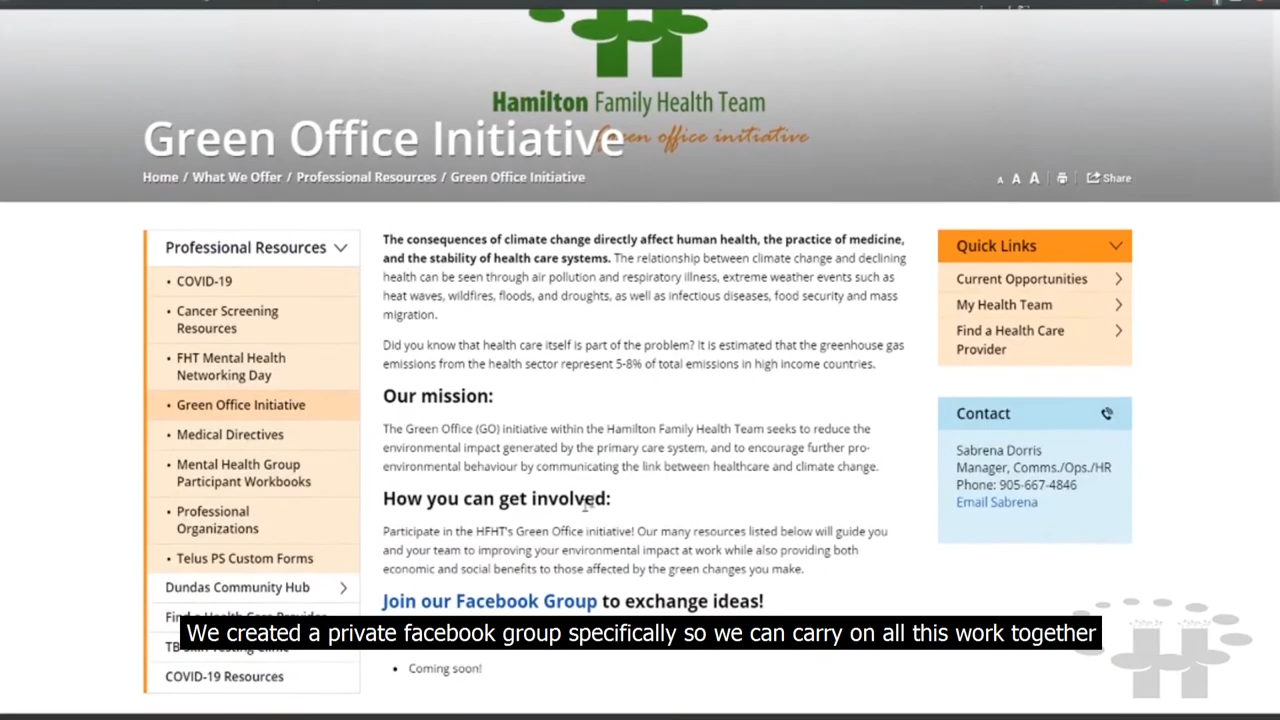 Hamilton Family Health Team
Green Office Initiative
office initiative
Home / What We Offer / Professional Resources / Green Office Initiative
A A A
Share
Professional Resources
• COVID-19
• Cancer Screening
Resources
• FHT Mental Health
Networking Day
• Green Office Initiative
• Medical Directives
• Mental Health Group
Participant Workbooks
• Professional
Organizations
• Telus PS Custom Forms
Dundas Community Hub
COVID-19 Resources
The consequences of climate change directly affect human health, the practice of medicine,
and the stability of health care systems. The relationship between climate change and declining
health can be seen through air pollution and respiratory illness, extreme weather events such as
heat waves, wildfires, floods, and droughts, as well as infectious diseases, food security and mass
migration.
Did you know that health care itself is part of the problem? It is estimated that the greenhouse gas
emissions from the health sector represent 5-8% of total emissions in high income countries.
Our mission:
The Green Office (GO) initiative within the Hamilton Family Health Team seeks to reduce the
environmental impact generated by the primary care system, and to encourage further pro-
environmental behaviour by communicating the link between healthcare and climate change.
How you can get involved:
Participate in the HFHT's Green Office initiative! Our many resources listed below will guide you
and your team to improving your environmental impact at work while also providing both
economic and social benefits to those affected by the green changes you make.
Join our Facebook Group to exchange ideas!
• Coming soon!
Quick Links
Current Opportunities
My Health Team
Find a Health Care
Provider
Contact
Sabrena Dorris
Manager, Comms./Ops./HR
Phone: 905-667-4846
Email Sabrena
We created a private facebook group specifically so we can carry on all this work together